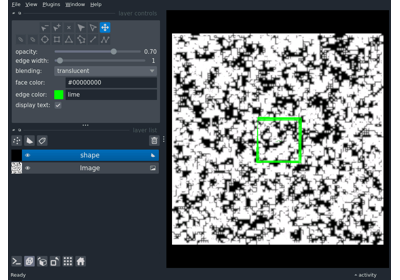 File View Plugins Window Help
layer controls
opacity: 0.70
edge width: 1
blending: translucent
face color: #00000000
edge color: lime
display text:
layer list
shape
Image
Ready
activity